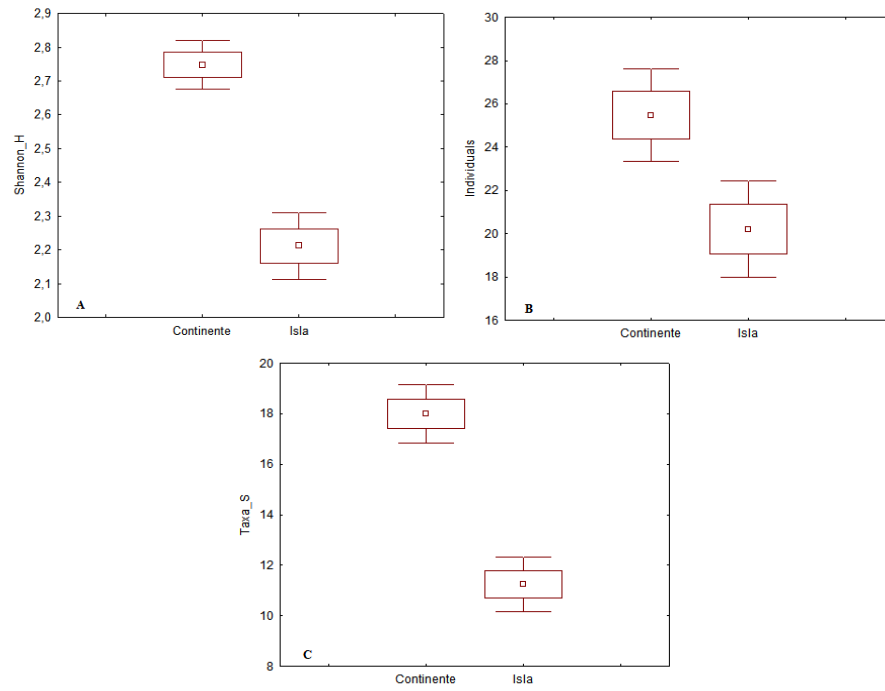 Shannon_H
2,9
2,8
2,7
2,6
2,5
2,4
2,3
2,2
2,1
2,0
A
Continente Isla
Individuals
30
28
26
24
22
20
18
16
B
Continente Isla
Taxa_S
20
18
16
14
12
10
8
C
Continente Isla